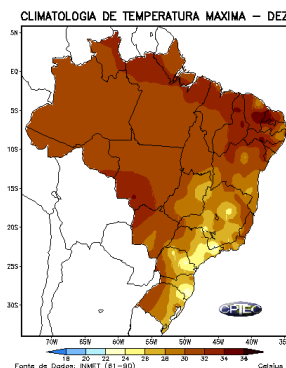 CLIMATOLOGIA DE TEMPERATURA MAXIMA – DEZ
5N
EQ
5S
10S
15S
20S
25S
30S
CPTEC
70W 65W 60W 55W 50W 45W 40W 35W
18 20 22 24 26 28 30 32 34 36
Fonte de Dados: INMET (61-90) Celsius